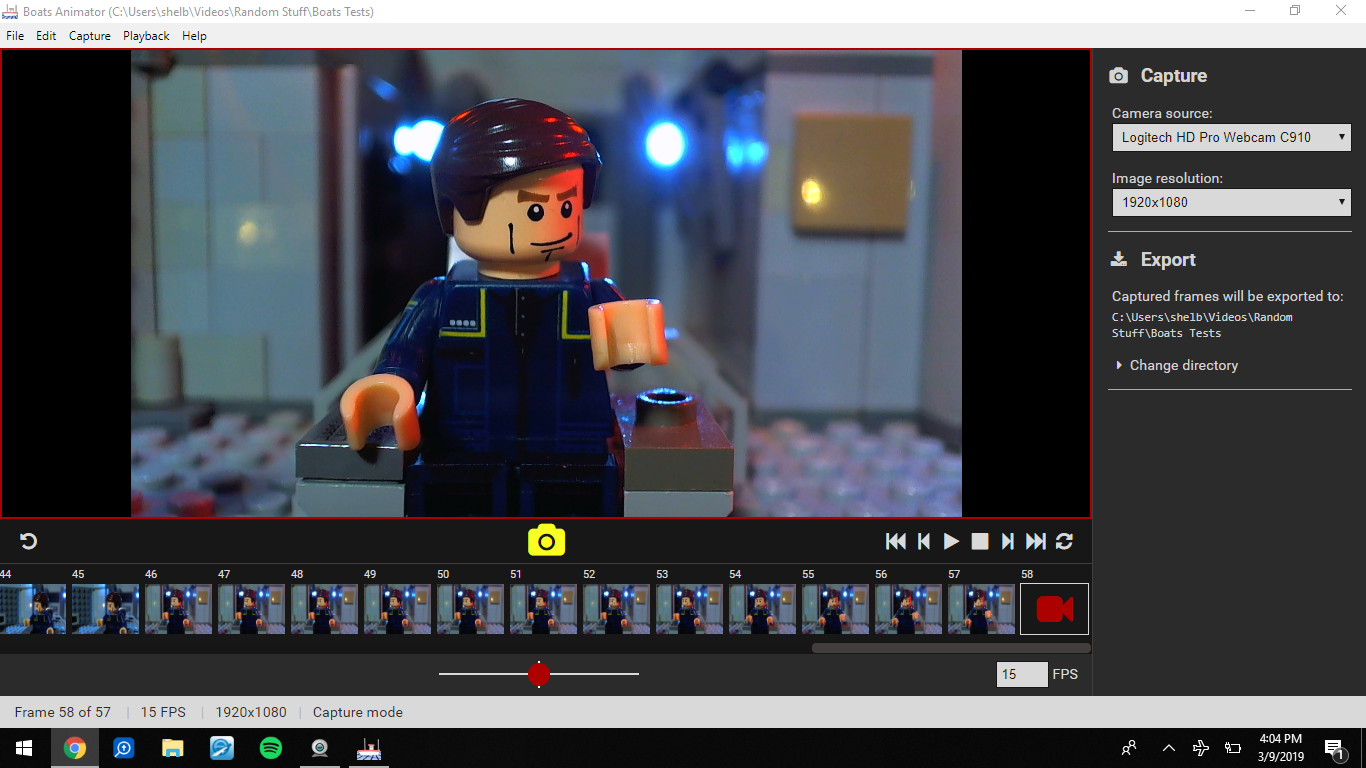 Boats Animator (C:\Users\shelb\Videos\Random Stuff\Boats Tests)
File Edit Capture Playback Help
Capture
Camera source:
Logitech HD Pro Webcam C910
Image resolution:
1920x1080
Export
Captured frames will be exported to:
C:\Users\shelb\Videos\Random
Stuff\Boats Tests
Change directory
44 45 46 47 48 49 50 51 52 53 54 55 56 57 58
15 FPS
Frame 58 of 57 | 15 FPS | 1920x1080 | Capture mode
4:04 PM
3/9/2019
1